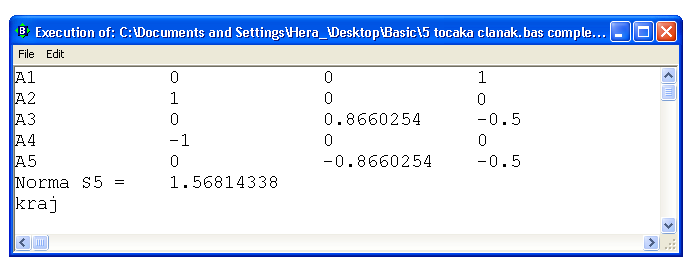 Execution of: C:\Documents and Settings\Hera_\Desktop\Basic\5 tocaka clanak.bas comple...
File Edit
A1 0 0 1
A2 1 0 0
A3 0 0.8660254 -0.5
A4 -1 0 0
A5 0 -0.8660254 -0.5
Norma S5 = 1.56814338
kraj